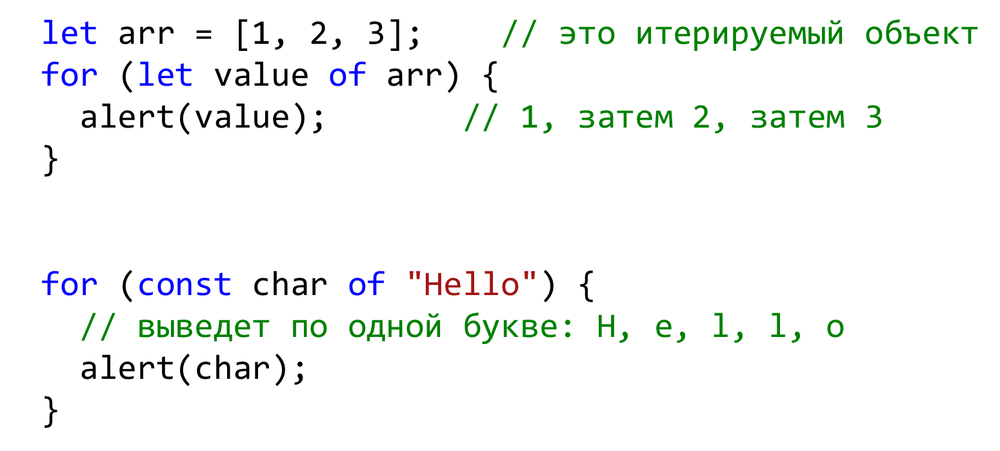 let arr = [1, 2, 3];    // это итерируемый объект
for (let value of arr) {
  alert(value);       // 1, затем 2, затем 3
}
for (const char of "Hello") {
  // выведет по одной букве: H, e, l, l, o
  alert(char);
}